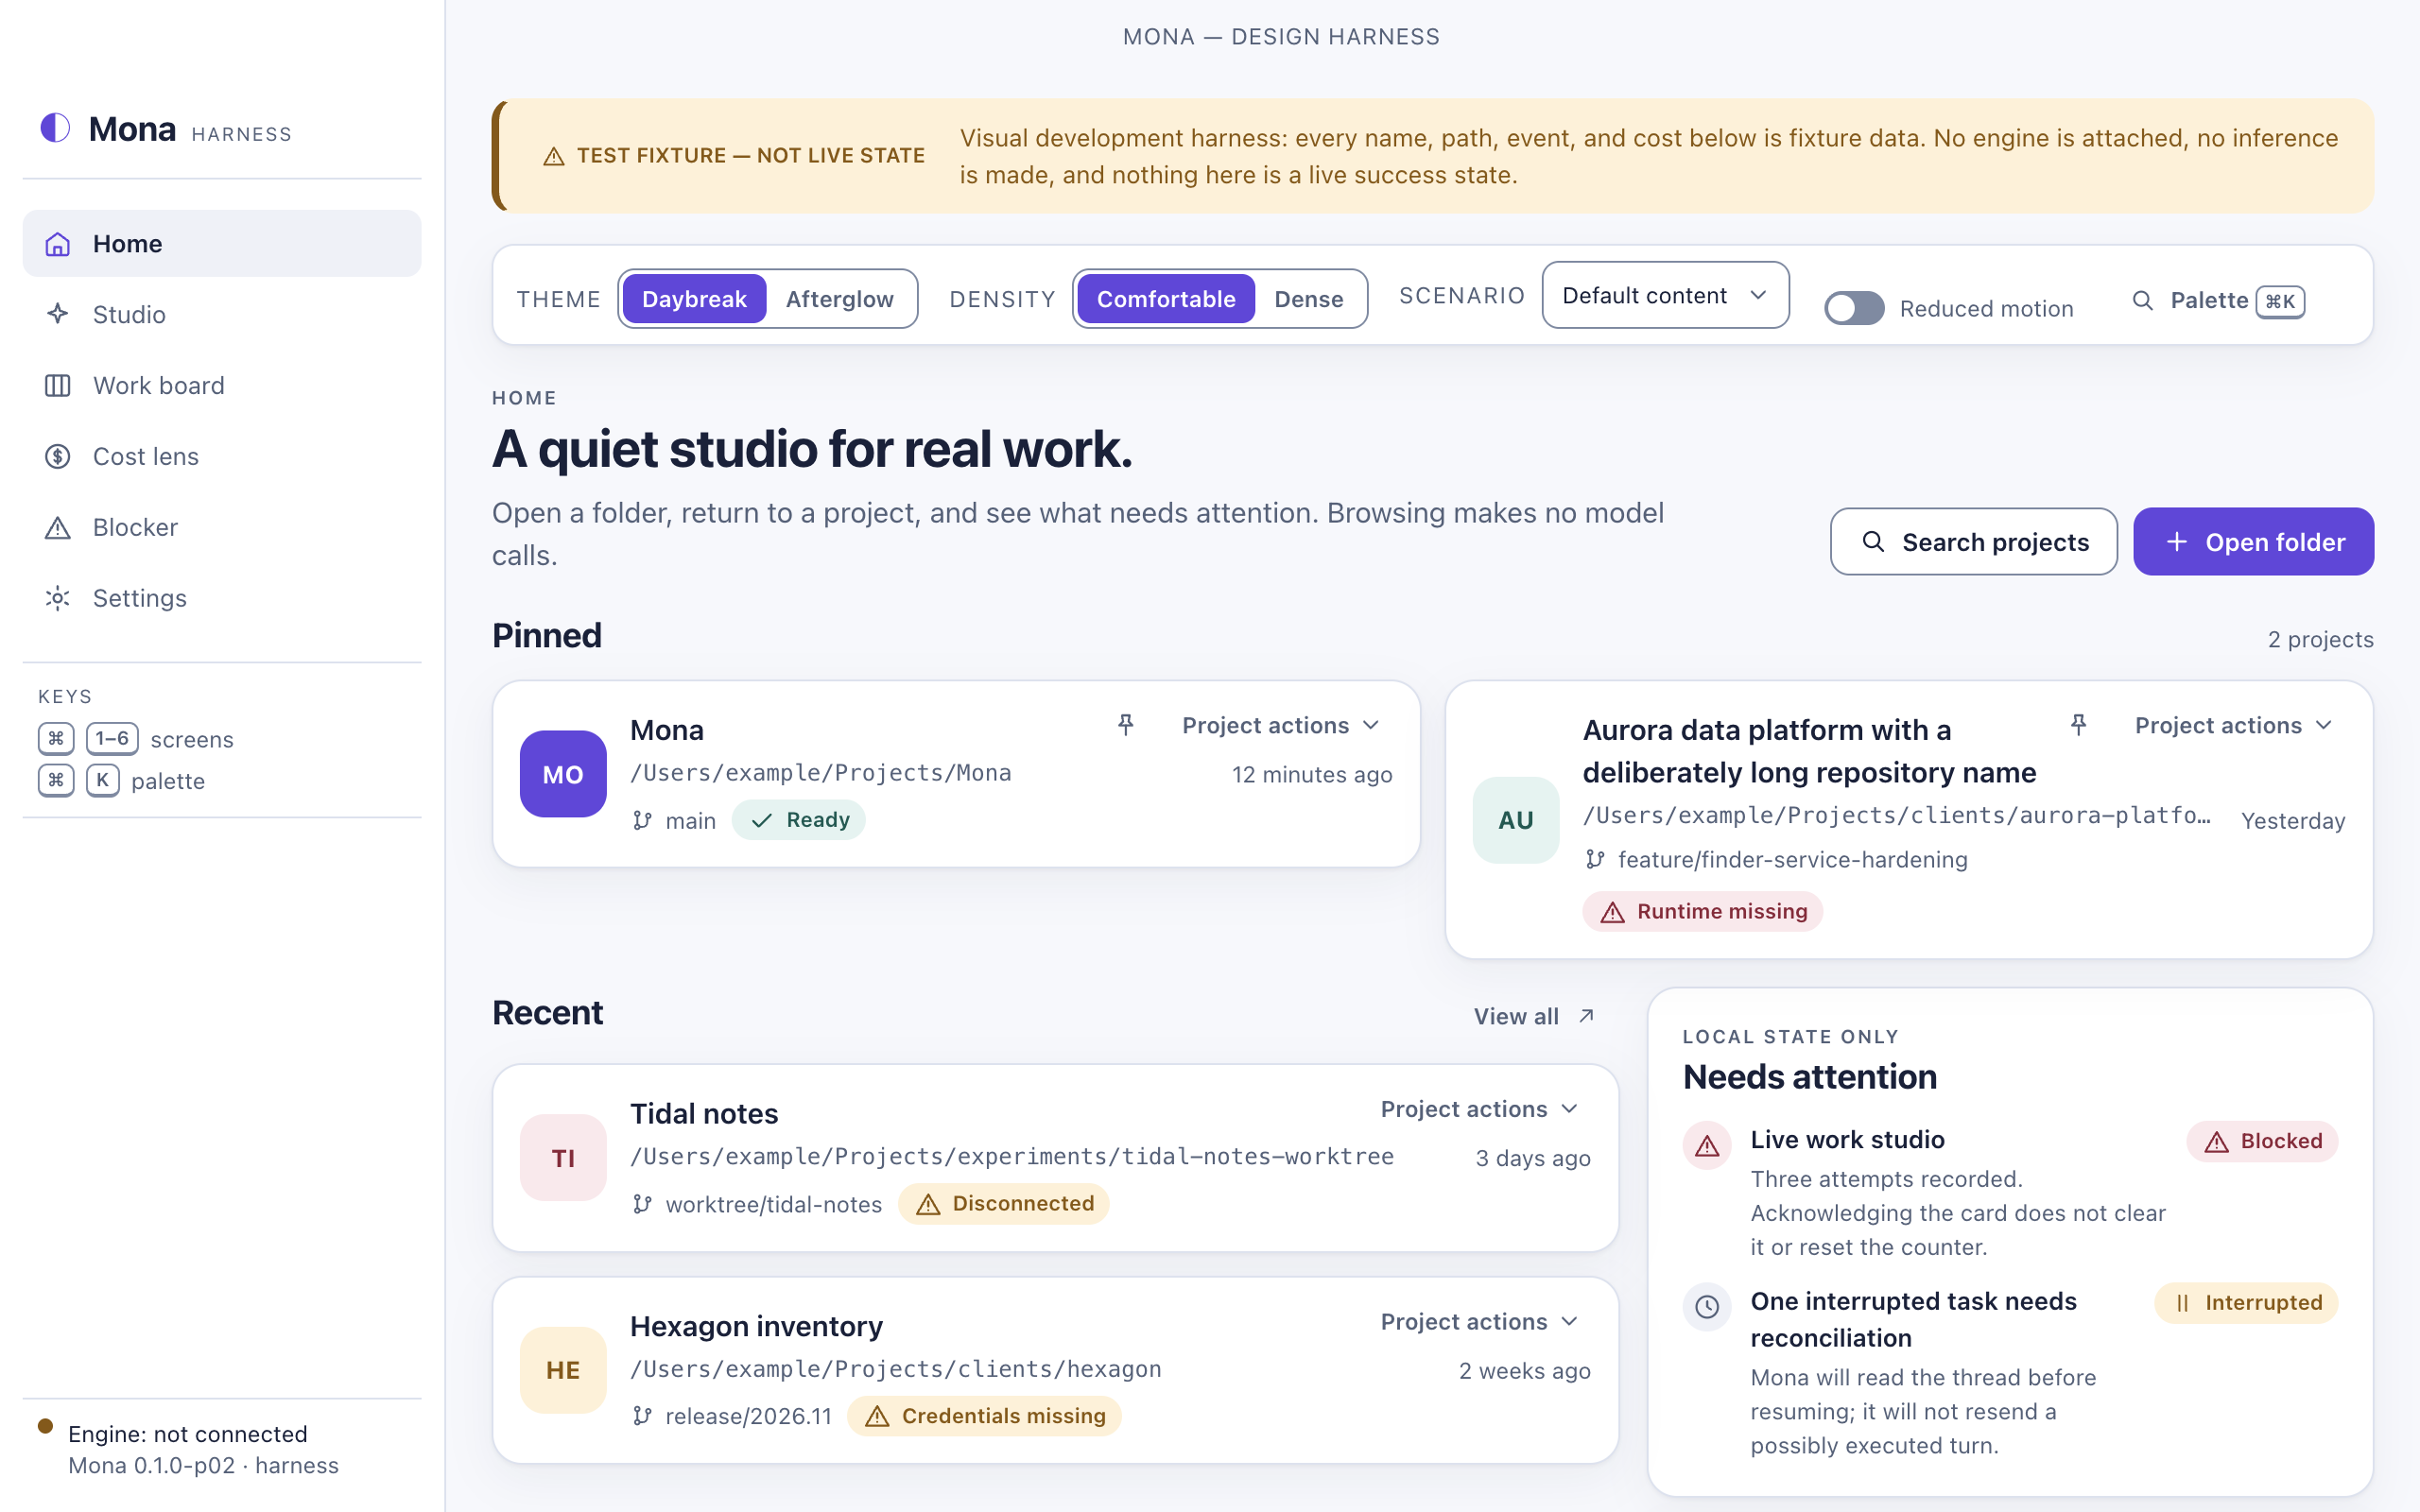 MONA — DESIGN HARNESS
Mona HARNESS
Home
Studio
Work board
Cost lens
Blocker
Settings
KEYS
⌘ 1–6 screens
⌘ K palette
Engine: not connected
Mona 0.1.0-p02 · harness
TEST FIXTURE — NOT LIVE STATE
Visual development harness: every name, path, event, and cost below is fixture data. No engine is attached, no inference
is made, and nothing here is a live success state.
THEME Daybreak Afterglow DENSITY Comfortable Dense SCENARIO Default content Reduced motion Palette ⌘K
HOME
A quiet studio for real work.
Open a folder, return to a project, and see what needs attention. Browsing makes no model
calls.
Search projects Open folder
Pinned 2 projects
MO
Mona Project actions
/Users/example/Projects/Mona 12 minutes ago
main Ready
AU
Aurora data platform with a Project actions
deliberately long repository name
/Users/example/Projects/clients/aurora-platfo… Yesterday
feature/finder-service-hardening
Runtime missing
Recent View all
TI
Tidal notes Project actions
/Users/example/Projects/experiments/tidal-notes-worktree 3 days ago
worktree/tidal-notes Disconnected
HE
Hexagon inventory Project actions
/Users/example/Projects/clients/hexagon 2 weeks ago
release/2026.11 Credentials missing
LOCAL STATE ONLY
Needs attention
Live work studio Blocked
Three attempts recorded.
Acknowledging the card does not clear
it or reset the counter.
One interrupted task needs Interrupted
reconciliation
Mona will read the thread before
resuming; it will not resend a
possibly executed turn.